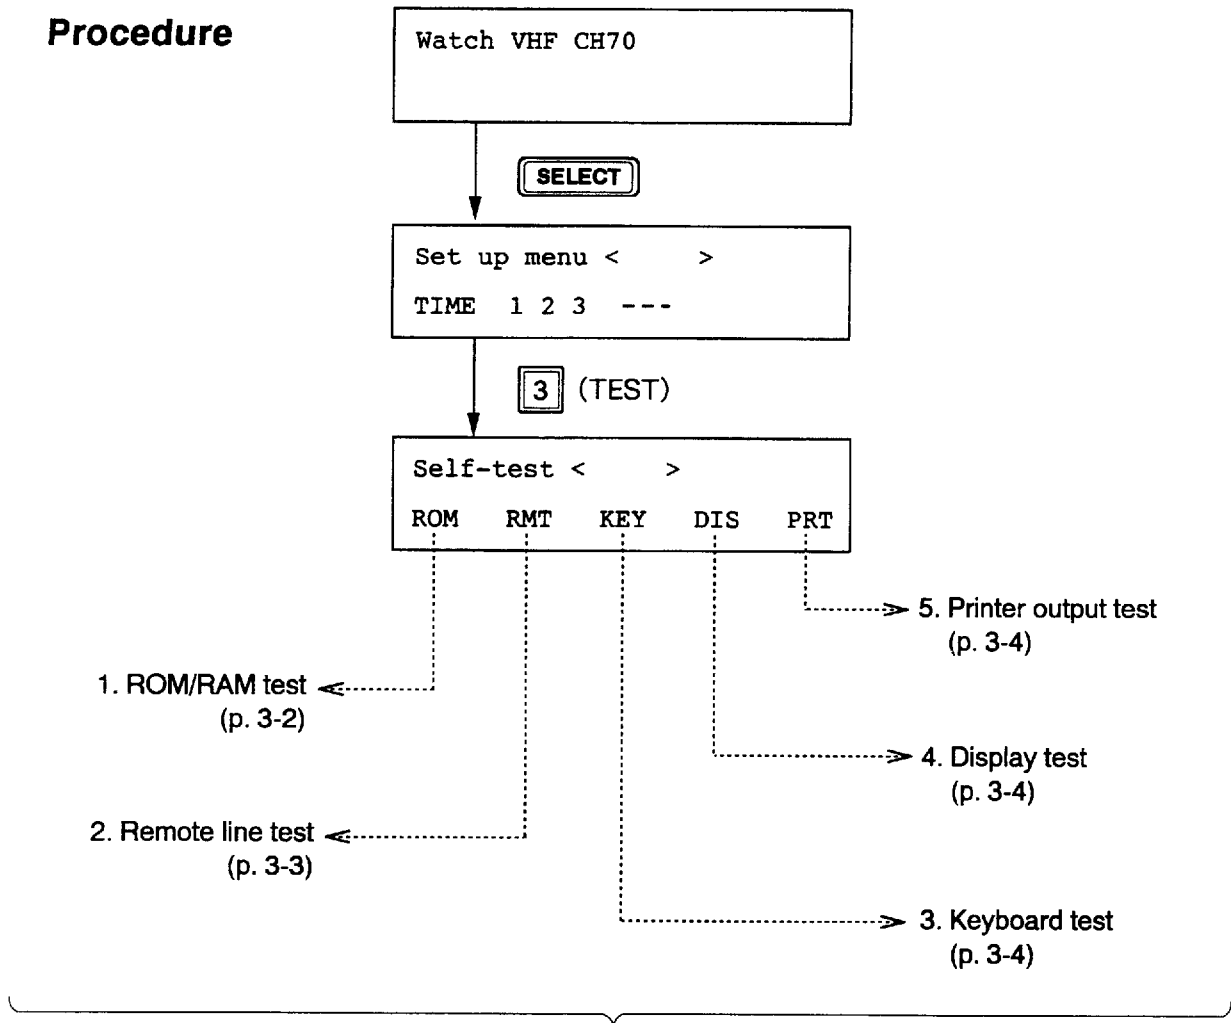 Procedure
Watch VHF CH70
SELECT
Set up menu <     >
TIME 1 2 3 ---
3 (TEST)
Self-test <     >
ROM RMT KEY DIS PRT
5. Printer output test
(p. 3-4)
1. ROM/RAM test
(p. 3-2)
4. Display test
(p. 3-4)
2. Remote line test
(p. 3-3)
3. Keyboard test
(p. 3-4)